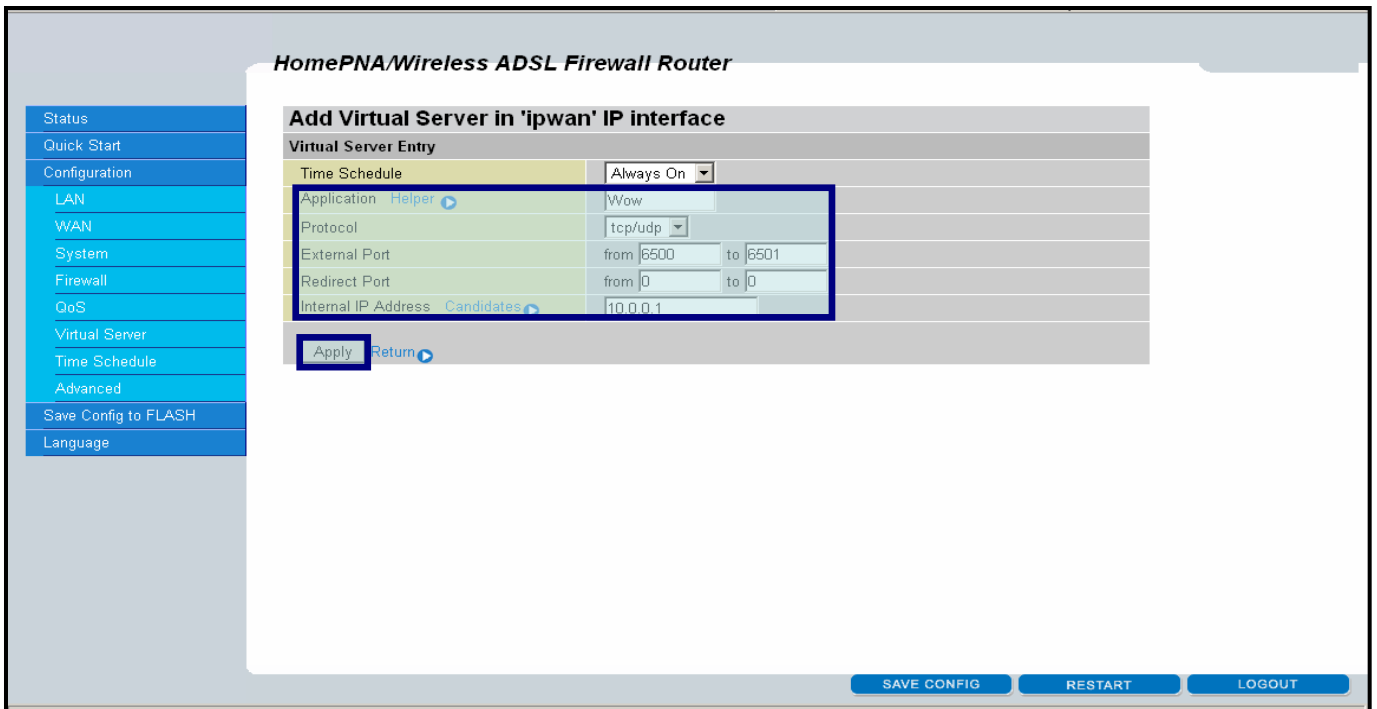 HomePNA/Wireless ADSL Firewall Router
Status
Quick Start
Configuration
LAN
WAN
System
Firewall
QoS
Virtual Server
Time Schedule
Advanced
Save Config to FLASH
Language
Add Virtual Server in 'ipwan' IP interface
Virtual Server Entry
Time Schedule Always On
Application Helper Wow
Protocol tcp/udp
External Port from 6500 to 6501
Redirect Port from 0 to 0
Internal IP Address Candidates 10.0.0.1
Apply Return
SAVE CONFIG RESTART LOGOUT